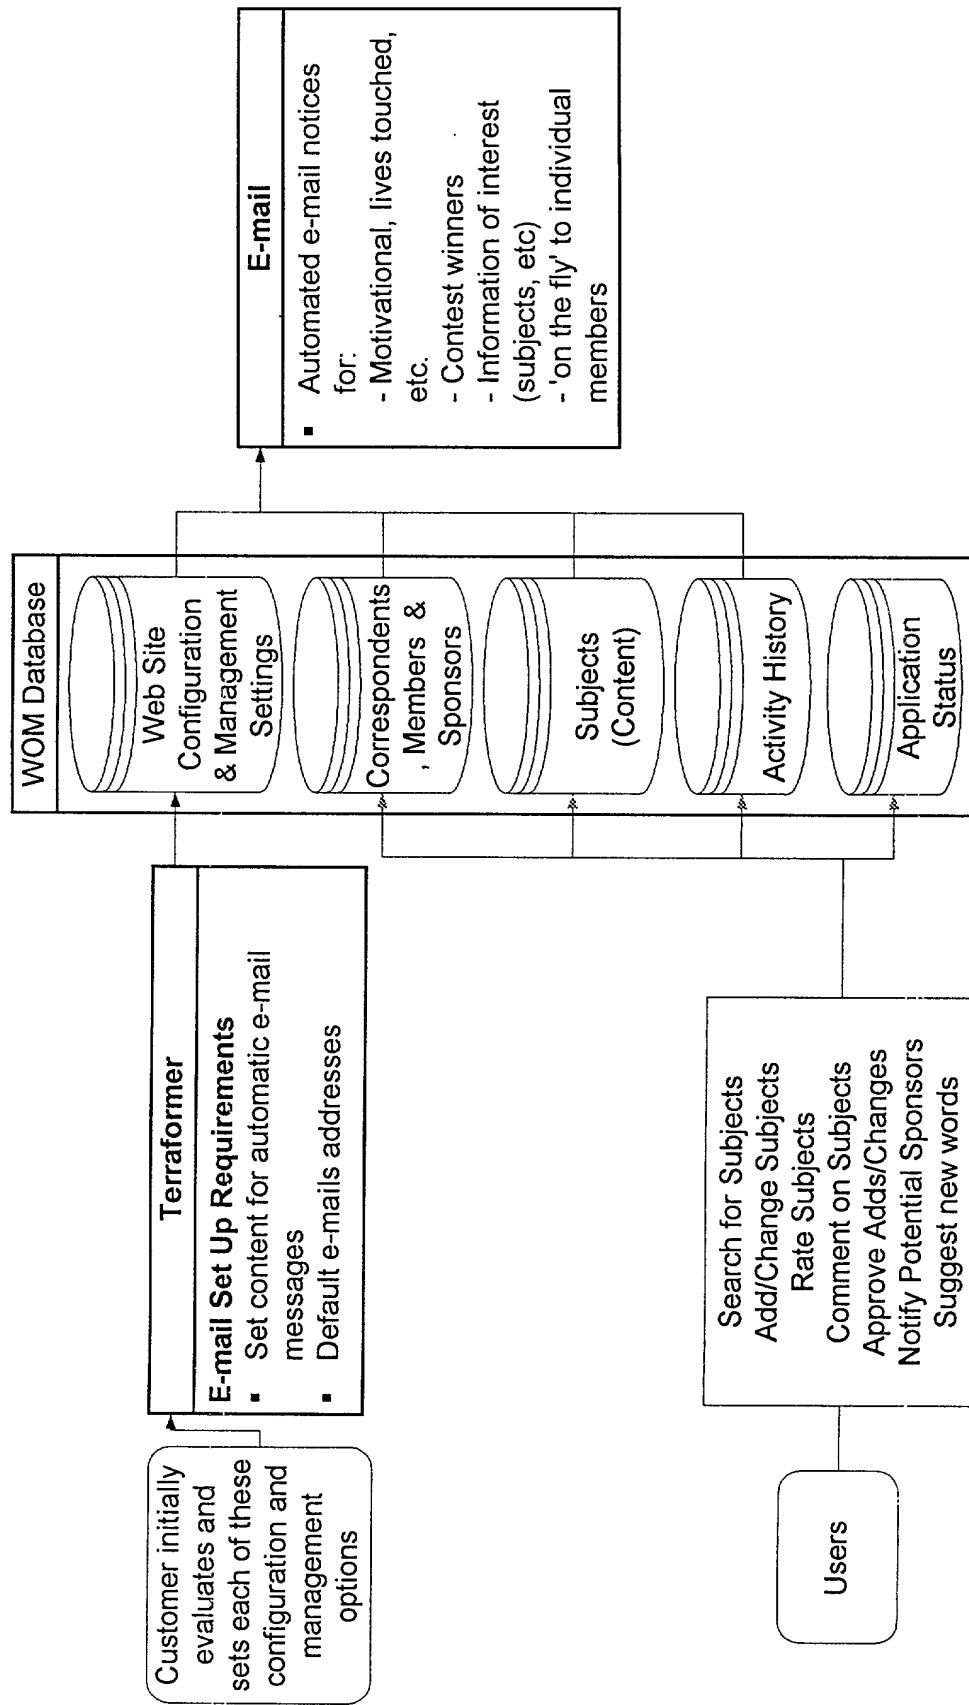 Customer initially
evaluates and
sets each of these
configuration and
management
options
Terraformer
E-mail Set Up Requirements
▪ Set content for automatic e-mail
messages
▪ Default e-mails addresses
WOM Database
Web Site
Configuration
& Management
Settings
Correspondents
, Members &
Sponsors
Subjects
(Content)
Activity History
Application
Status
E-mail
▪ Automated e-mail notices
for:
- Motivational, lives touched,
etc.
- Contest winners
- Information of interest
(subjects, etc)
- 'on the fly' to individual
members
Users
Search for Subjects
Add/Change Subjects
Rate Subjects
Comment on Subjects
Approve Adds/Changes
Notify Potential Sponsors
Suggest new words